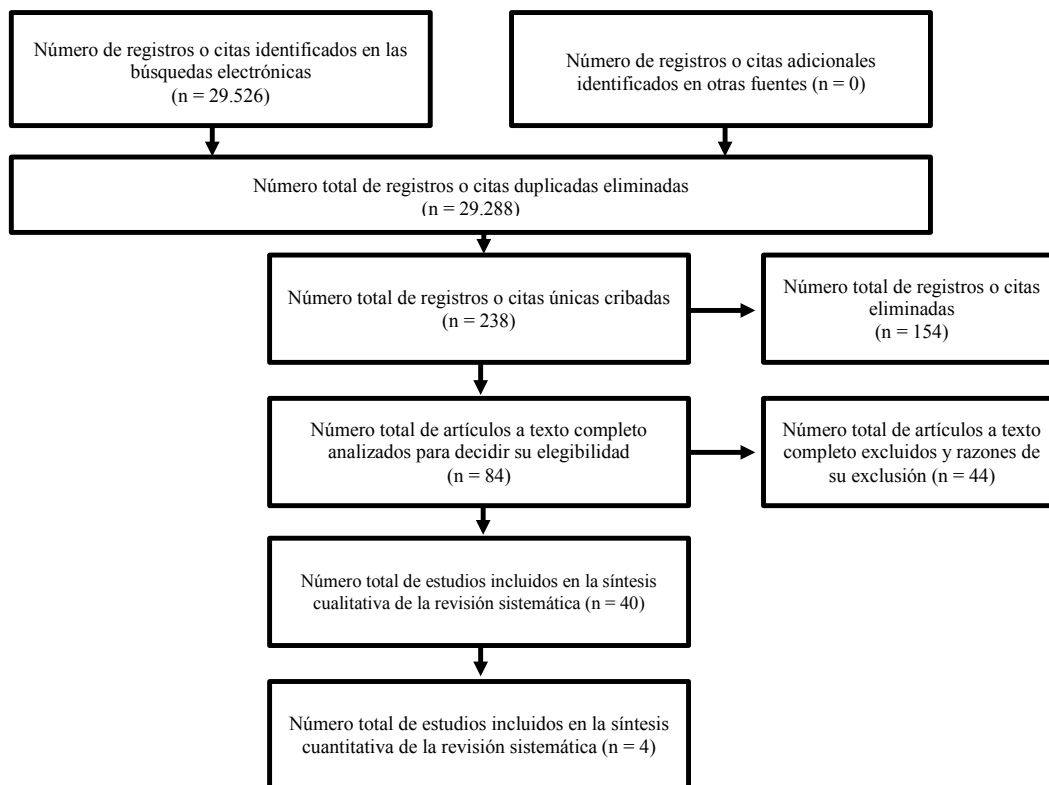 Número de registros o citas identificados en las
búsquedas electrónicas
(n = 29.526)
Número de registros o citas adicionales
identificados en otras fuentes (n = 0)
Número total de registros o citas duplicadas eliminadas
(n = 29.288)
Número total de registros o citas únicas cribadas
(n = 238)
Número total de registros o citas
eliminadas
(n = 154)
Número total de artículos a texto completo
analizados para decidir su elegibilidad
(n = 84)
Número total de artículos a texto
completo excluidos y razones de
su exclusión (n = 44)
Número total de estudios incluidos en la síntesis
cualitativa de la revisión sistemática (n = 40)
Número total de estudios incluidos en la síntesis
cuantitativa de la revisión sistemática (n = 4)